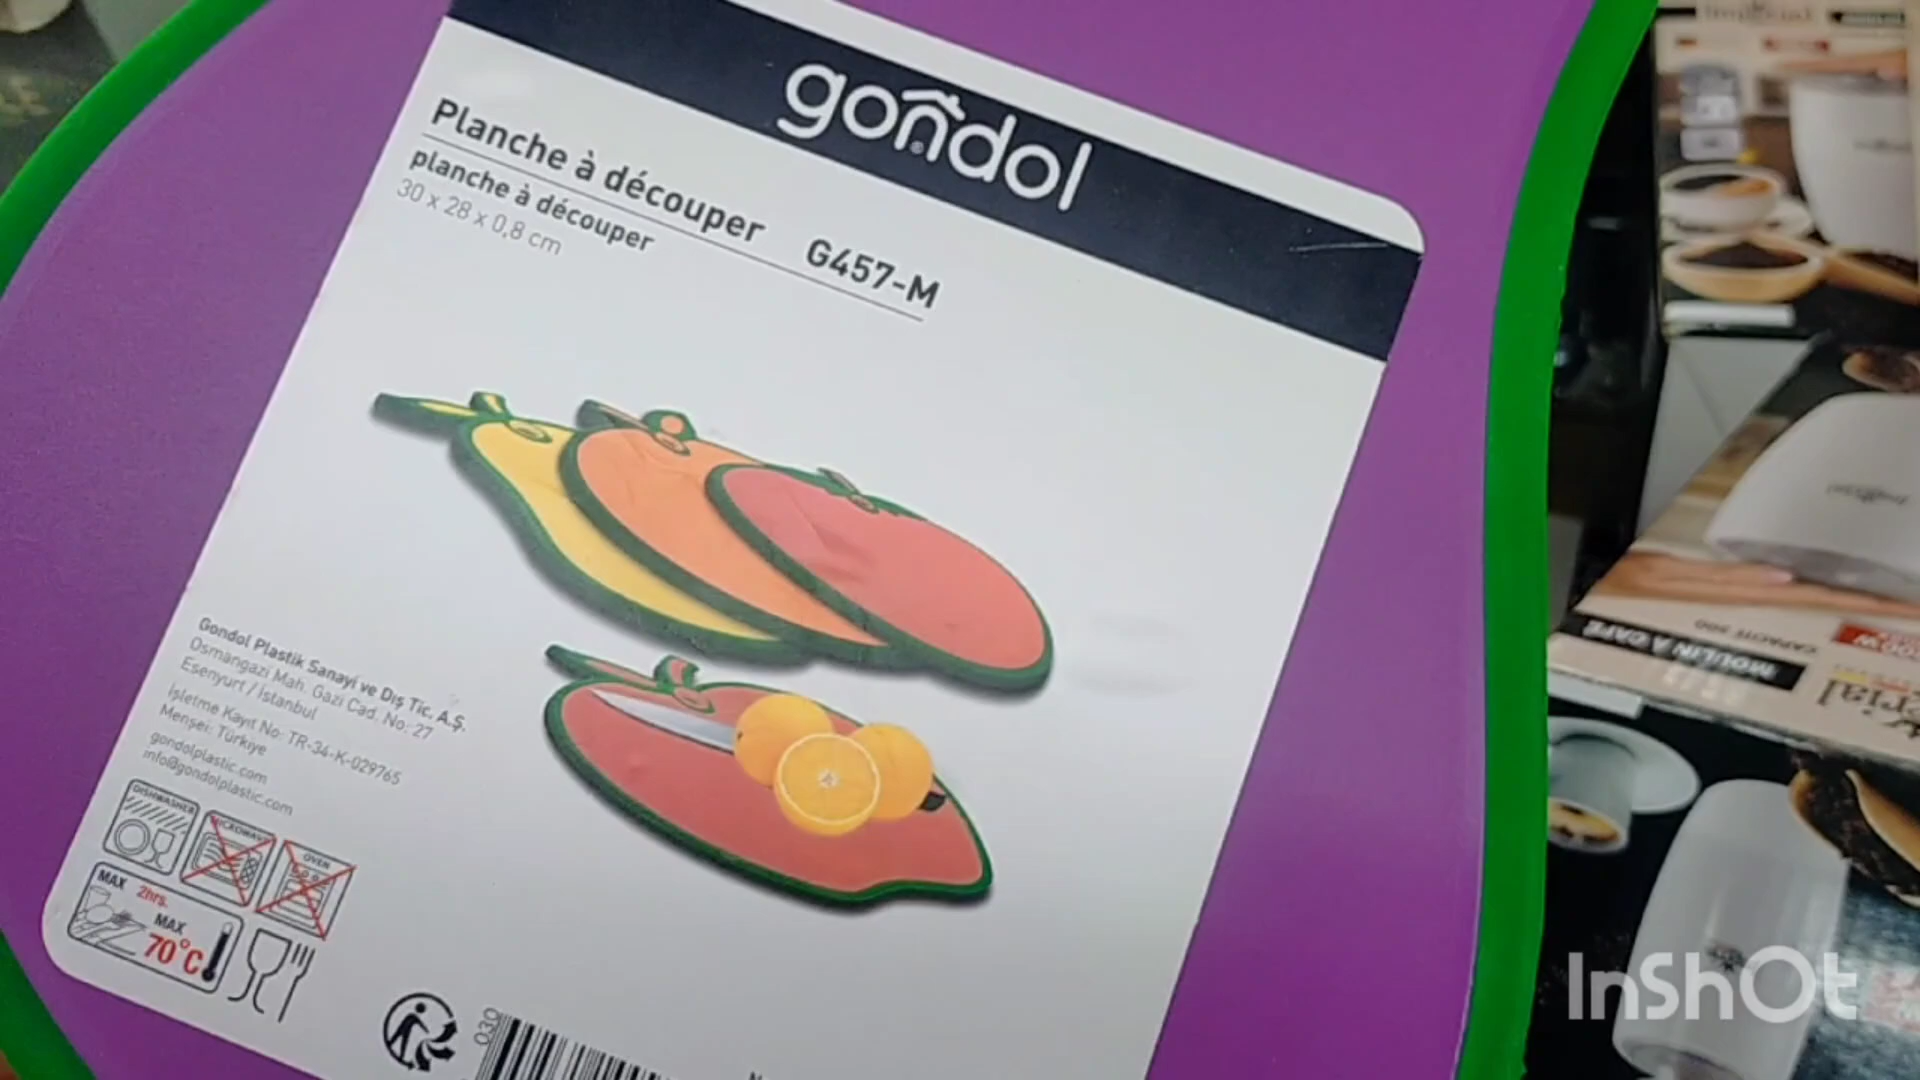 gondol
Planche à découper G457-M
planche à découper
30 x 28 x 0,8 cm
Gondol Plastik Sanayi ve Dış Tic. A.Ş.
Osmangazi Mah. Gazi Cad. No: 27
Esenyurt / İstanbul
İşletme Kayıt No: TR-34-K-029765
Menşei: Türkiye
gondolplastic.com
info@gondolplastic.com
DISHWASHER
MICROWAVE
OVEN
MAX
2hrs.
MAX
70°C
030
MOULIN A CAFÉ
InShOt